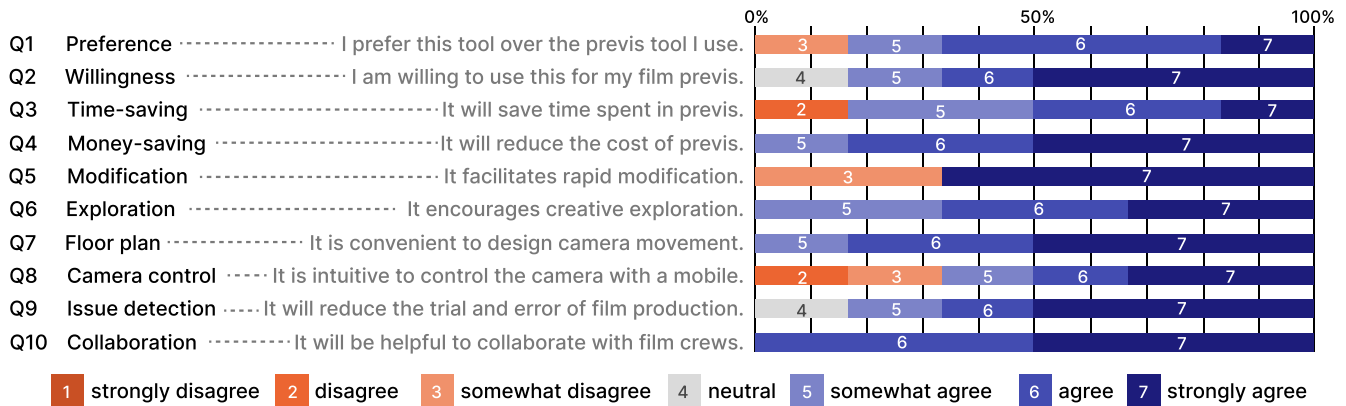 0% 50% 100%
Q1 Preference I prefer this tool over the previs tool I use. 3 5 6 7
Q2 Willingness I am willing to use this for my film previs. 4 5 6 7
Q3 Time-saving It will save time spent in previs. 2 5 6 7
Q4 Money-saving It will reduce the cost of previs. 5 6 7
Q5 Modification It facilitates rapid modification. 3 7
Q6 Exploration It encourages creative exploration. 5 6 7
Q7 Floor plan It is convenient to design camera movement. 5 6 7
Q8 Camera control It is intuitive to control the camera with a mobile. 2 3 5 6 7
Q9 Issue detection It will reduce the trial and error of film production. 4 5 6 7
Q10 Collaboration It will be helpful to collaborate with film crews. 6 7
1 strongly disagree 2 disagree 3 somewhat disagree 4 neutral 5 somewhat agree 6 agree 7 strongly agree